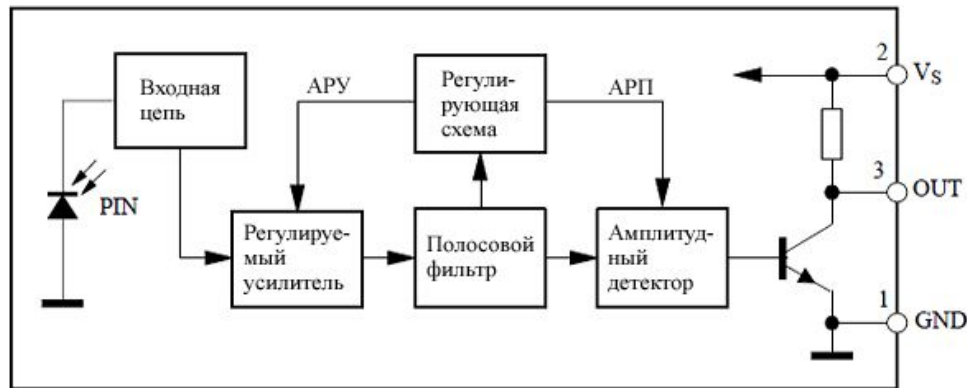 Входная
цепь
PIN
АРУ
Регули-
рующая
схема
АРП
Регулируе-
мый
усилитель
Полосовой
фильтр
Амплитуд-
ный
детектор
2
VS
3
OUT
1
GND